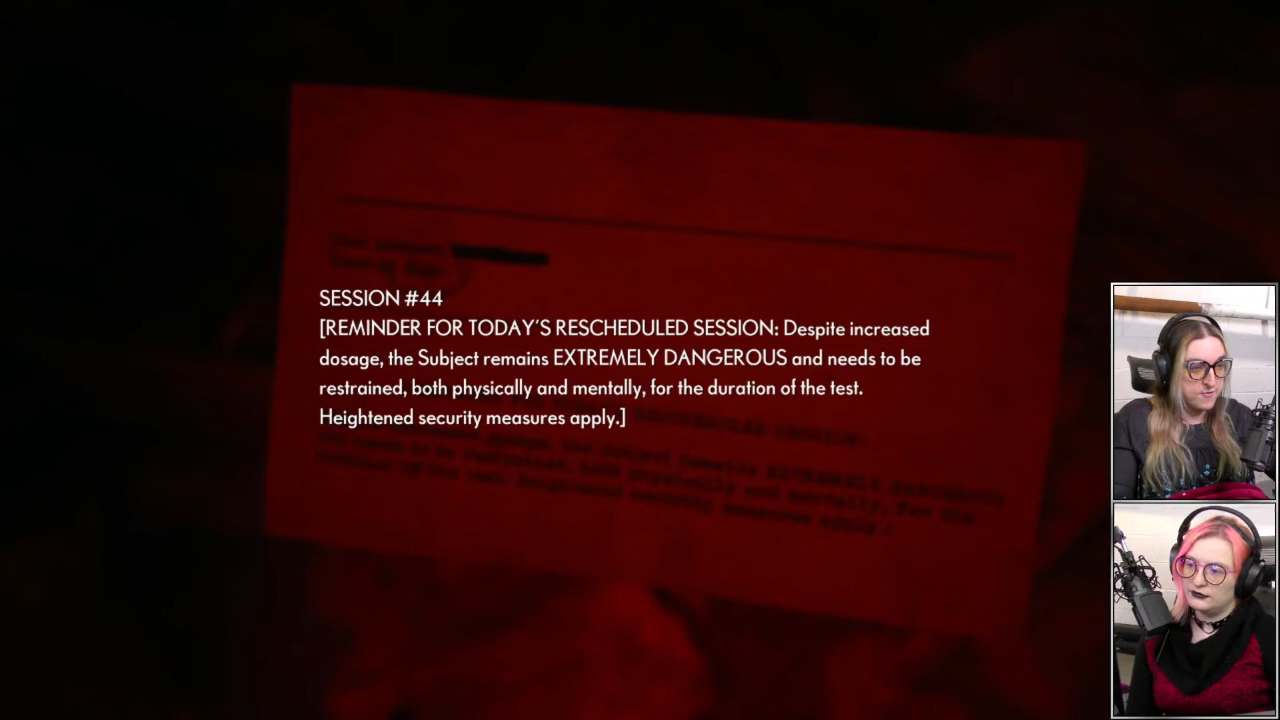 SESSION #44
[REMINDER FOR TODAY'S RESCHEDULED SESSION: Despite increased
dosage, the Subject remains EXTREMELY DANGEROUS and needs to be
restrained, both physically and mentally, for the duration of the test.
Heightened security measures apply.]